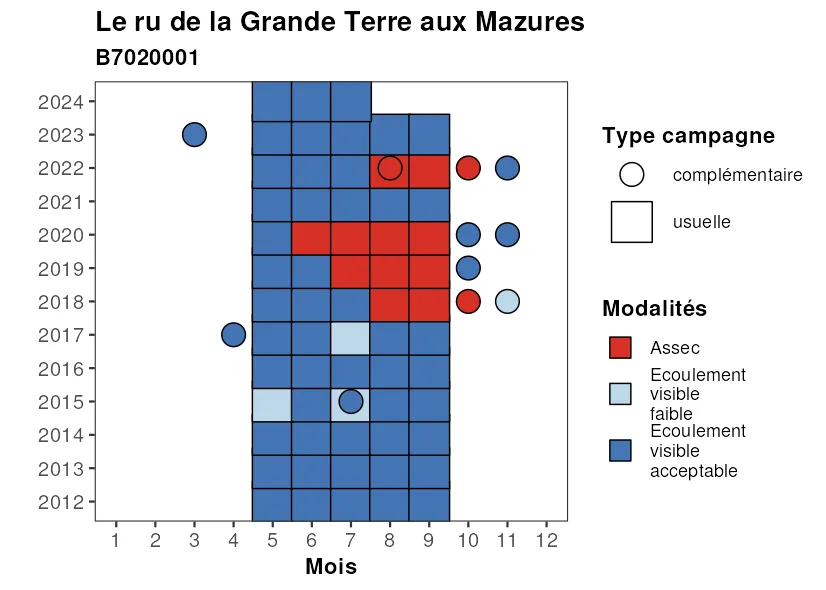 Le ru de la Grande Terre aux Mazures
B7020001
2024
2023
2022
2021
2020
2019
2018
2017
2016
2015
2014
2013
2012
1 2 3 4 5 6 7 8 9 10 11 12
Mois
Type campagne
complémentaire
usuelle
Modalités
Assec
Ecoulement
visible
faible
Ecoulement
visible
acceptable